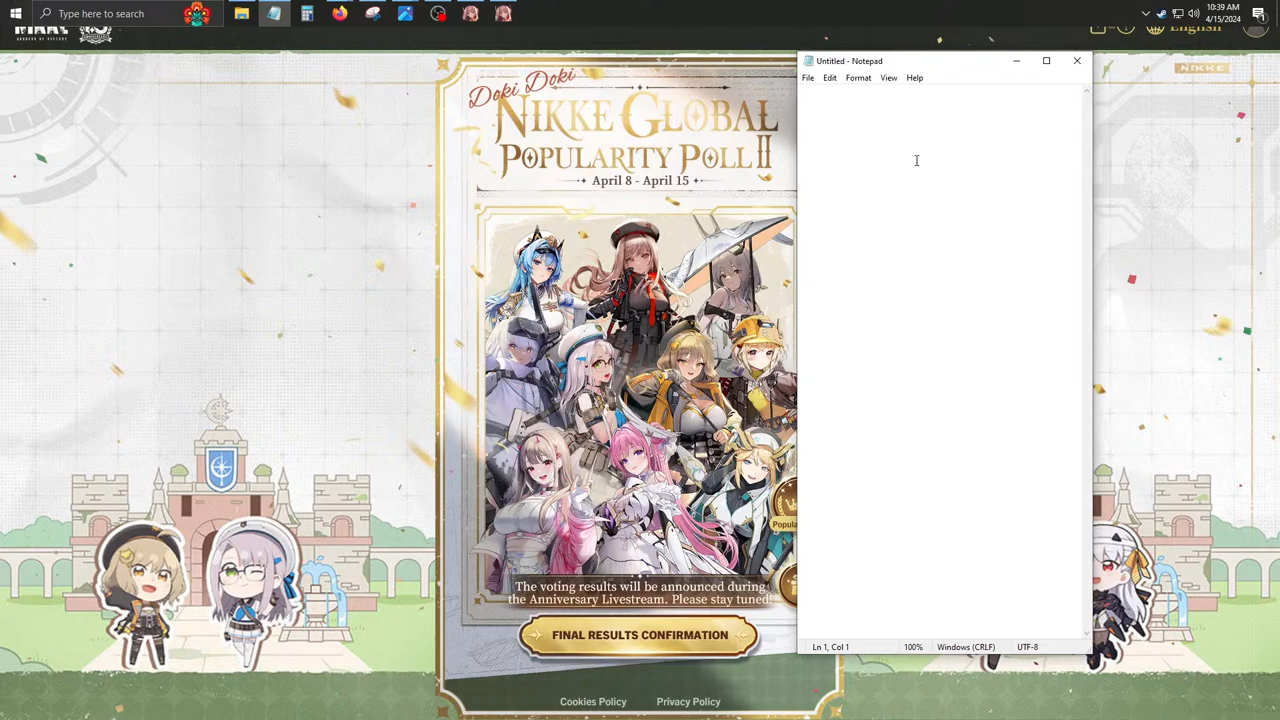 Type here to search
10:39 AM
4/15/2024
English
NIKKE
Untitled - Notepad
File Edit Format View Help
Doki Doki
NIKKE GLOBAL
POPULARITY POLL II
April 8 - April 15
Popula
The voting results will be announced during
the Anniversary Livestream. Please stay tuned!
FINAL RESULTS CONFIRMATION
Ln 1, Col 1 100% Windows (CRLF) UTF-8
Cookies Policy Privacy Policy